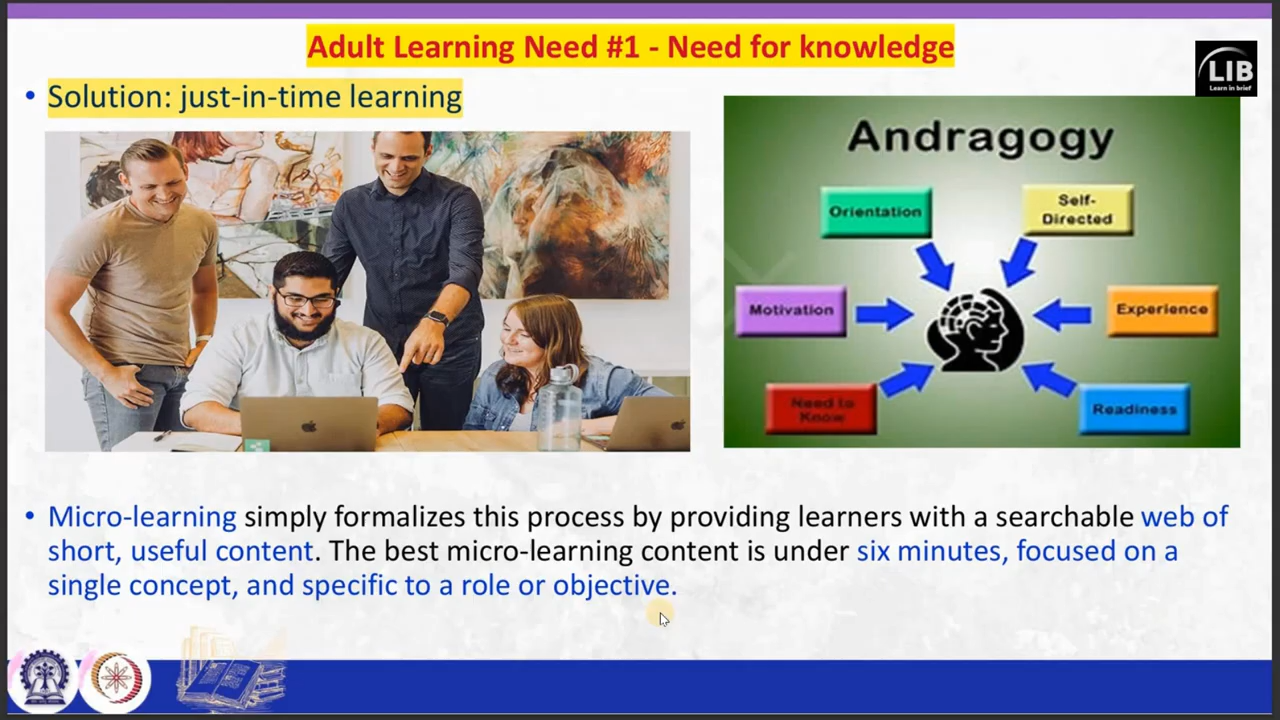 Adult Learning Need #1 - Need for knowledge
LIB
Learn in brief
• Solution: just-in-time learning
Andragogy
Orientation
Self-
Directed
Motivation
Experience
Need to
Know
Readiness
• Micro-learning simply formalizes this process by providing learners with a searchable web of
short, useful content. The best micro-learning content is under six minutes, focused on a
single concept, and specific to a role or objective.